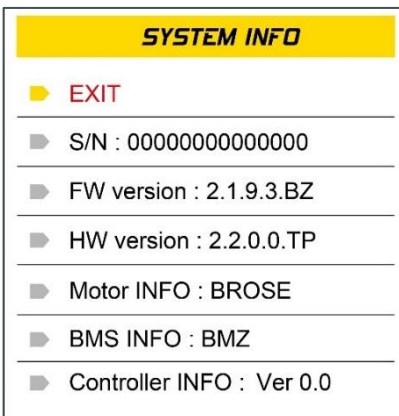 SYSTEM INFO
EXIT
S/N : 00000000000000
FW version : 2.1.9.3.BZ
HW version : 2.2.0.0.TP
Motor INFO : BROSE
BMS INFO : BMZ
Controller INFO : Ver 0.0